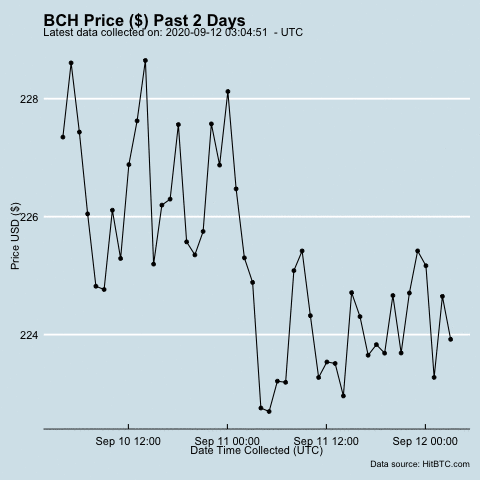 BCH Price ($) Past 2 Days
Latest data collected on: 2020-09-12 03:04:51 - UTC
228
226
224
Price USD ($)
Sep 10 12:00 Sep 11 00:00 Sep 11 12:00 Sep 12 00:00
Date Time Collected (UTC)
Data source: HitBTC.com